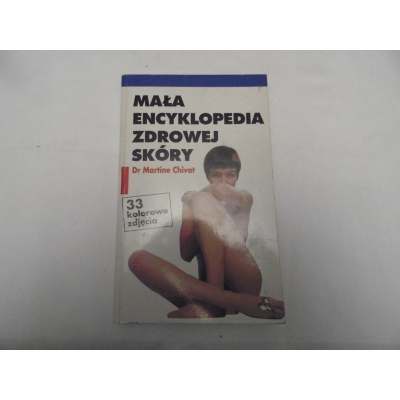 MAŁA
ENCYKLOPEDIA
ZDROWEJ
SKÓRY
Dr Martine Chivot
33
kolorowe
zdjęcia